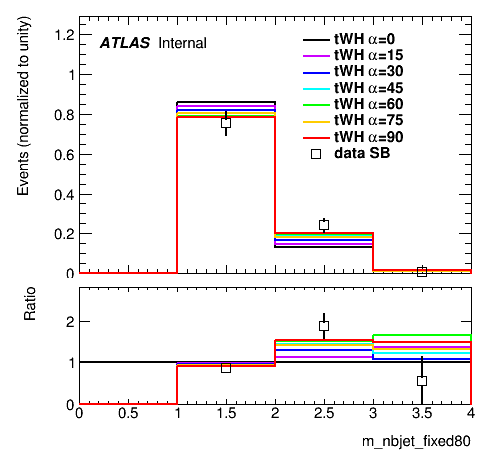 ATLAS Internal
tWH α=0
tWH α=15
tWH α=30
tWH α=45
tWH α=60
tWH α=75
tWH α=90
data SB
Events (normalized to unity)
1.2
1
0.8
0.6
0.4
0.2
0
Ratio
2
1
0
0 0.5 1 1.5 2 2.5 3 3.5 4
m_nbjet_fixed80